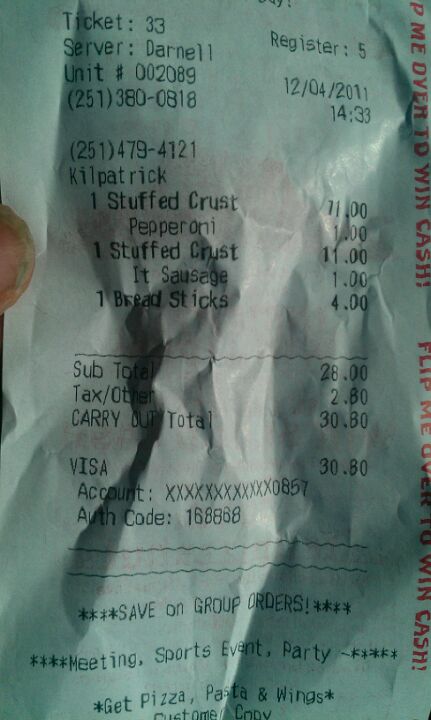 Ticket: 33
Server: Darnell Register: 5
Unit # 002089 12/04/2011
(251)380-0818 14:33
(251)479-4121
Kilpatrick
1 Stuffed Crust 11.00
Pepperoni 1.00
1 Stuffed Crust 11.00
It Sausage 1.00
1 Bread Sticks 4.00
Sub Total 28.00
Tax/Other 2.80
CARRY OUT Total 30.80
VISA 30.80
Account: XXXXXXXXXXXX0857
Auth Code: 168868
****SAVE on GROUP ORDERS!****
****Meeting, Sports Event, Party -*****
*Get Pizza, Pasta & Wings*
Customer Copy
P ME OVER TO WIN CASH!
FLIP ME OVER TO WIN CASH!